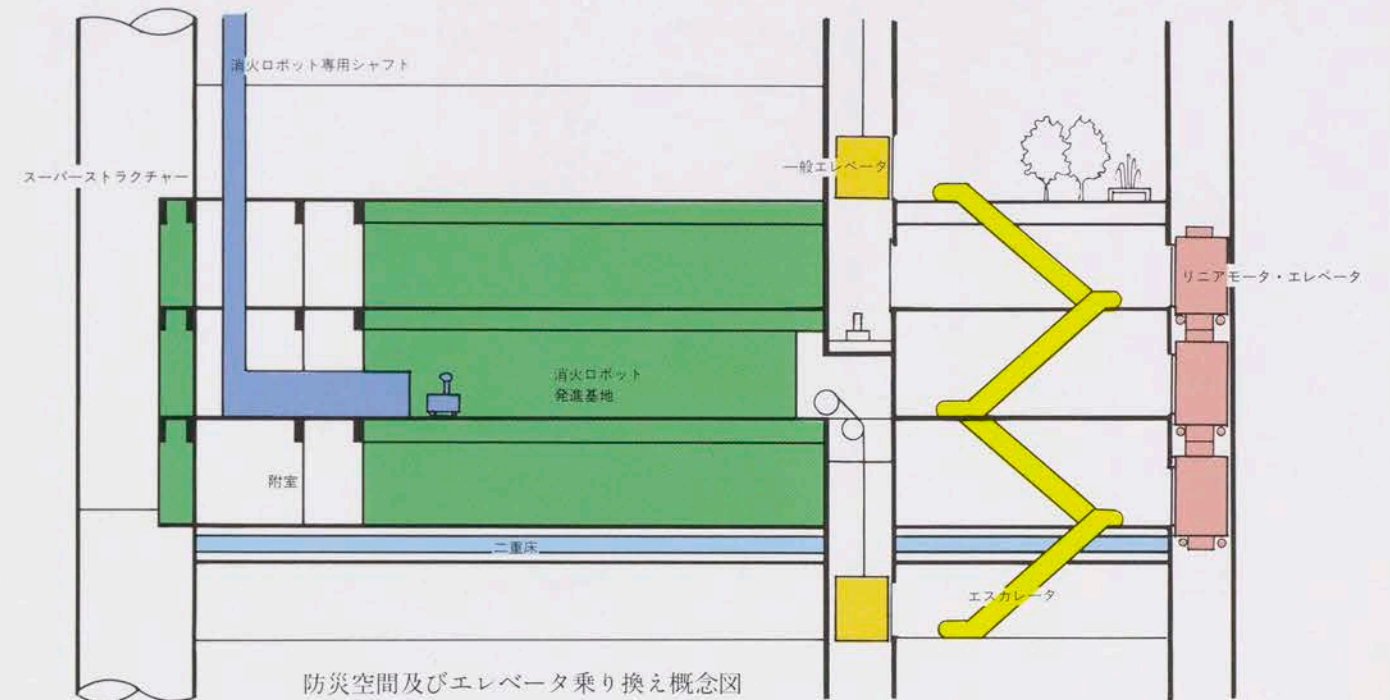 消火ロボット専用シャフト
一般エレベータ
スーパーストラクチャー
リニアモータ・エレベータ
消火ロボット
発進基地
附室
二重床
エスカレータ
防災空間及びエレベータ乗り換え概念図